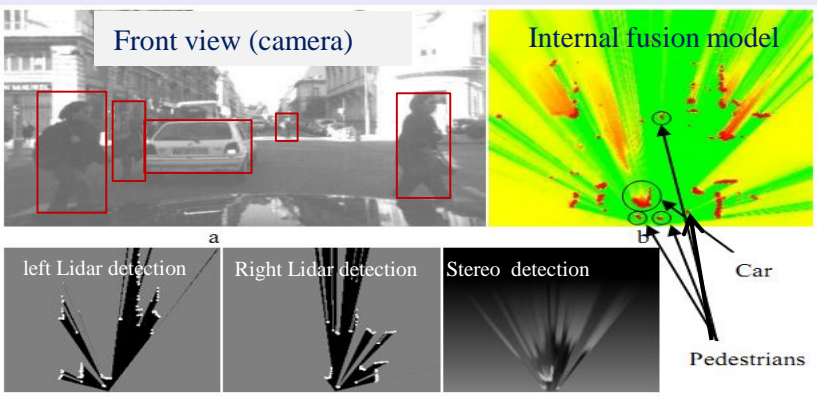 Front view (camera)
Internal fusion model
a
b
left Lidar detection
Right Lidar detection
Stereo detection
Car
Pedestrians